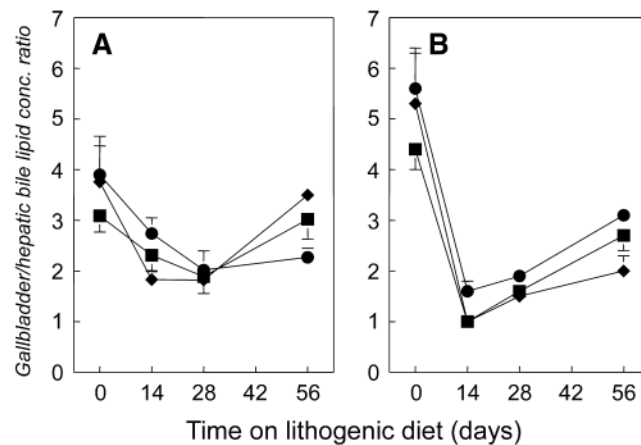 Gallbladder/hepatic bile lipid conc. ratio
7
6
5
4
3
2
1
0
A
0 14 28 42 56
7
6
5
4
3
2
1
0
B
0 14 28 42 56
Time on lithogenic diet (days)